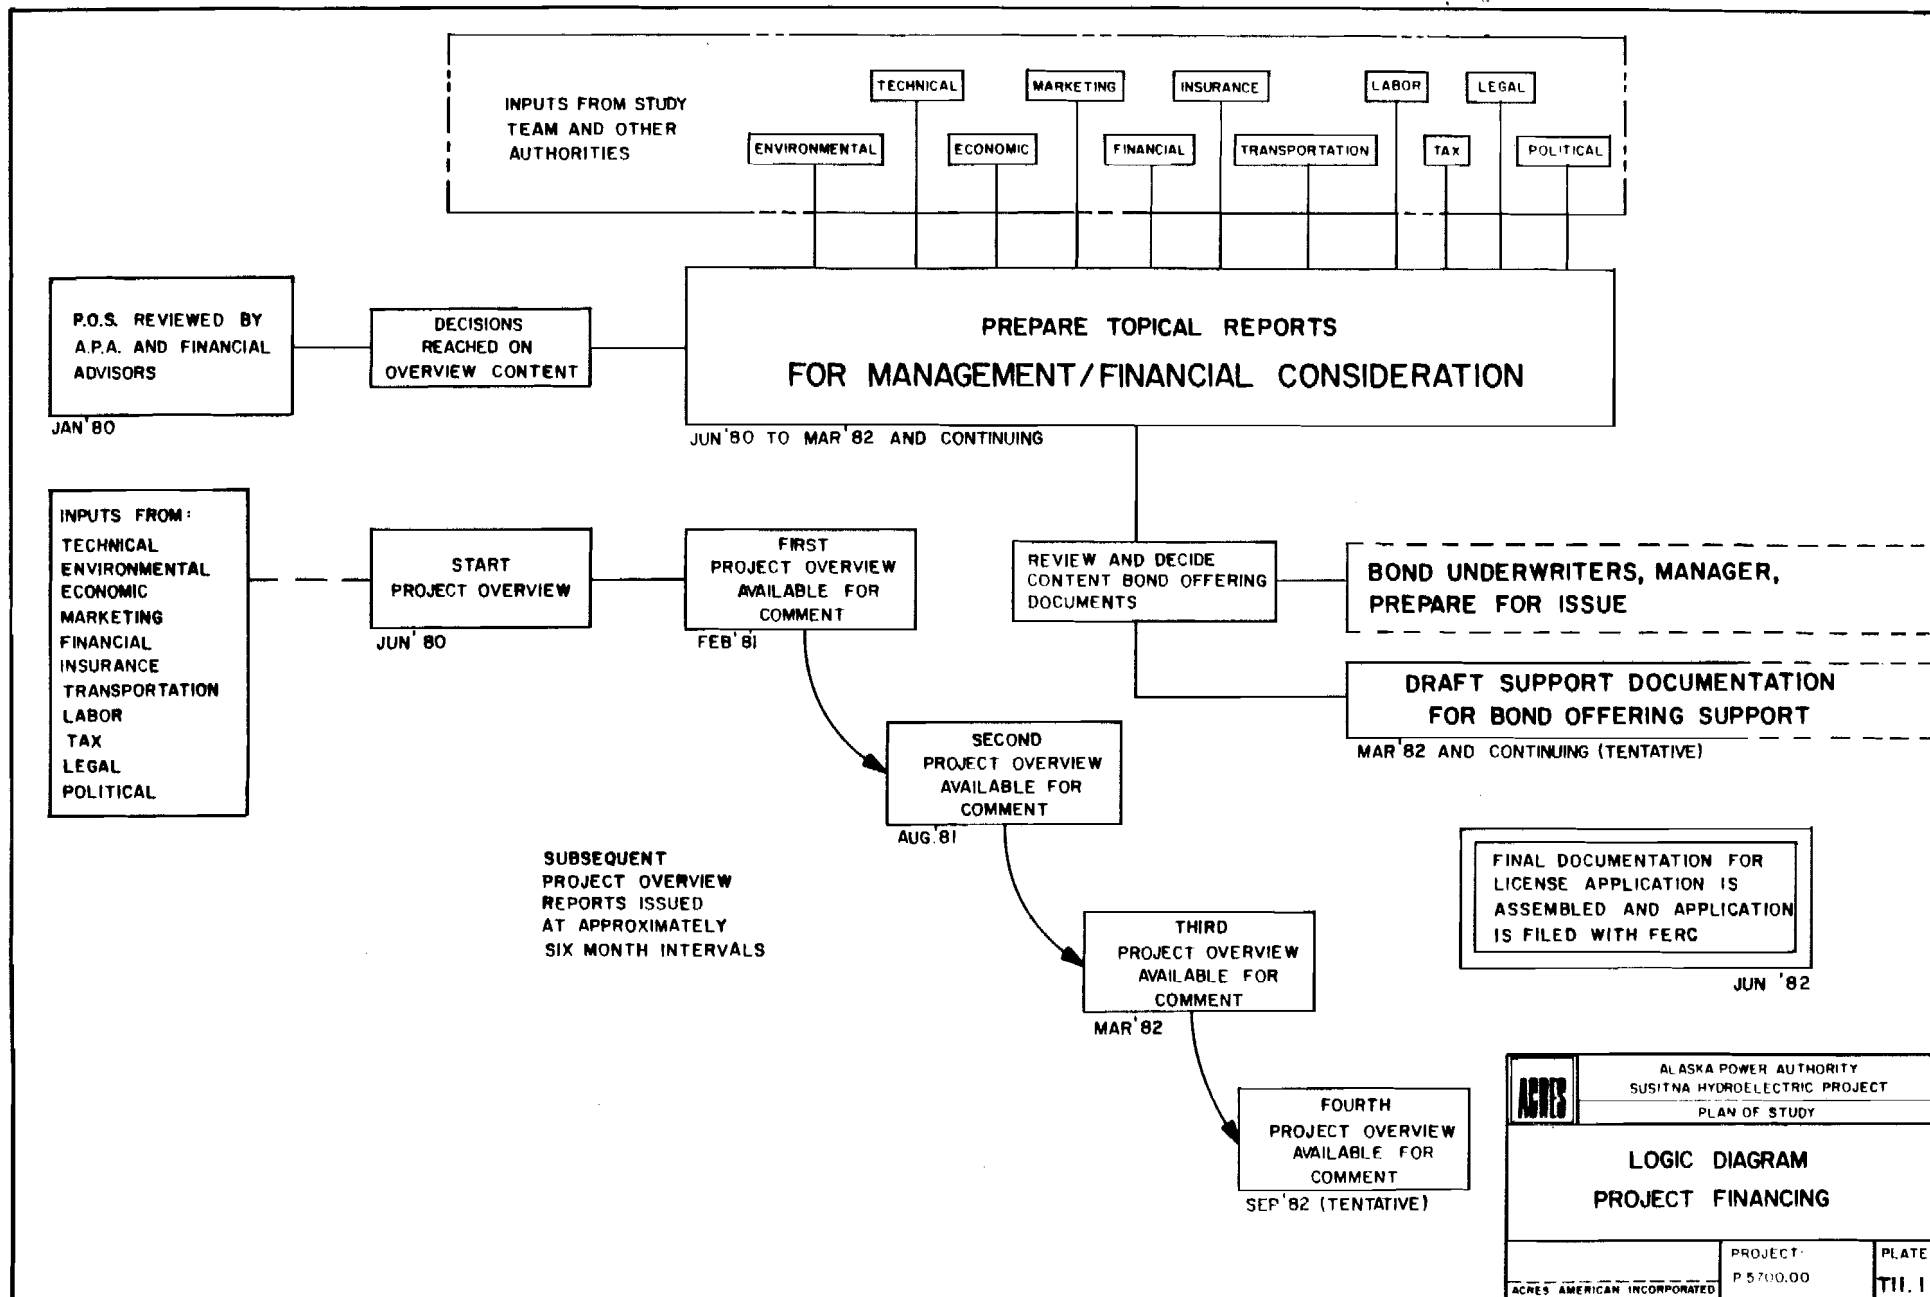 INPUTS FROM STUDY
TEAM AND OTHER
AUTHORITIES
TECHNICAL
MARKETING
INSURANCE
LABOR
LEGAL
ENVIRONMENTAL
ECONOMIC
FINANCIAL
TRANSPORTATION
TAX
POLITICAL
P.O.S. REVIEWED BY
A.P.A. AND FINANCIAL
ADVISORS
JAN '80
DECISIONS
REACHED ON
OVERVIEW CONTENT
PREPARE TOPICAL REPORTS
FOR MANAGEMENT/FINANCIAL CONSIDERATION
JUN '80 TO MAR '82 AND CONTINUING
INPUTS FROM:
TECHNICAL
ENVIRONMENTAL
ECONOMIC
MARKETING
FINANCIAL
INSURANCE
TRANSPORTATION
LABOR
TAX
LEGAL
POLITICAL
START
PROJECT OVERVIEW
JUN '80
FIRST
PROJECT OVERVIEW
AVAILABLE FOR
COMMENT
FEB '81
REVIEW AND DECIDE
CONTENT BOND OFFERING
DOCUMENTS
BOND UNDERWRITERS, MANAGER,
PREPARE FOR ISSUE
DRAFT SUPPORT DOCUMENTATION
FOR BOND OFFERING SUPPORT
MAR '82 AND CONTINUING (TENTATIVE)
SECOND
PROJECT OVERVIEW
AVAILABLE FOR
COMMENT
AUG. '81
SUBSEQUENT
PROJECT OVERVIEW
REPORTS ISSUED
AT APPROXIMATELY
SIX MONTH INTERVALS
FINAL DOCUMENTATION FOR
LICENSE APPLICATION IS
ASSEMBLED AND APPLICATION
IS FILED WITH FERC
JUN '82
THIRD
PROJECT OVERVIEW
AVAILABLE FOR
COMMENT
MAR '82
FOURTH
PROJECT OVERVIEW
AVAILABLE FOR
COMMENT
SEP '82 (TENTATIVE)
ACRES
ALASKA POWER AUTHORITY
SUSITNA HYDROELECTRIC PROJECT
PLAN OF STUDY
LOGIC DIAGRAM
PROJECT FINANCING
ACRES AMERICAN INCORPORATED
PROJECT:
P 5700.00
PLATE
T11.1